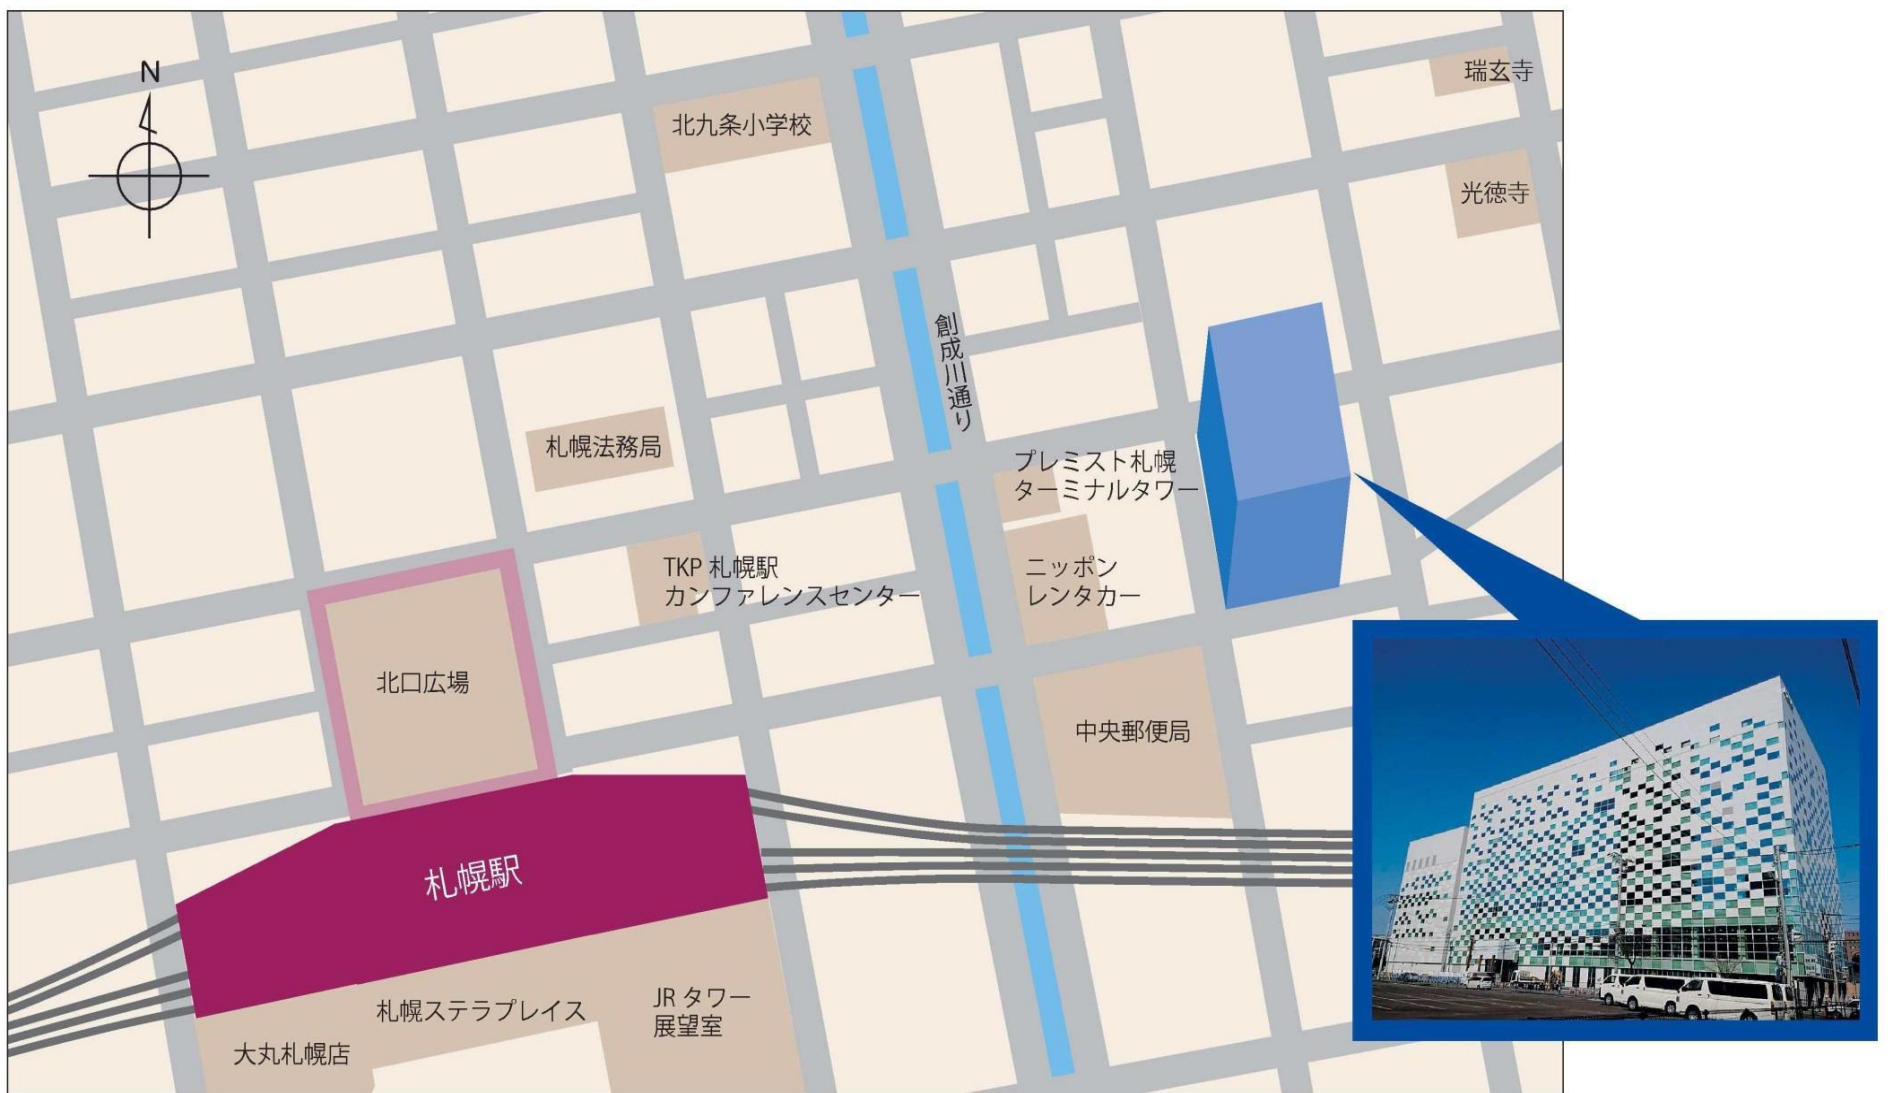 N
瑞玄寺
北九条小学校
光徳寺
創成川通り
札幌法務局
プレミスト札幌
ターミナルタワー
TKP 札幌駅
カンファレンスセンター
ニッポン
レンタカー
北口広場
中央郵便局
札幌駅
札幌ステラプレイス
JR タワー
展望室
大丸札幌店